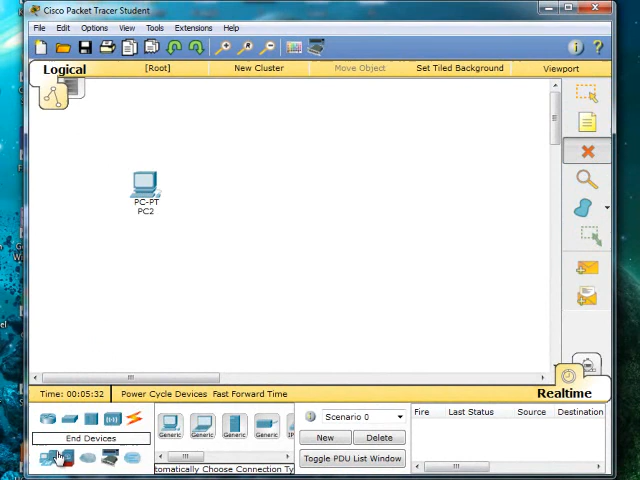 Cisco Packet Tracer Student
File Edit Options View Tools Extensions Help
Logical [Root] New Cluster Move Object Set Tiled Background Viewport
PC-PT
PC2
Time: 00:05:32 Power Cycle Devices Fast Forward Time Realtime
Scenario 0
Fire Last Status Source Destination
Generic Generic Generic Generic
End Devices
New Delete
Toggle PDU List Window
tomatically Choose Connection Ty